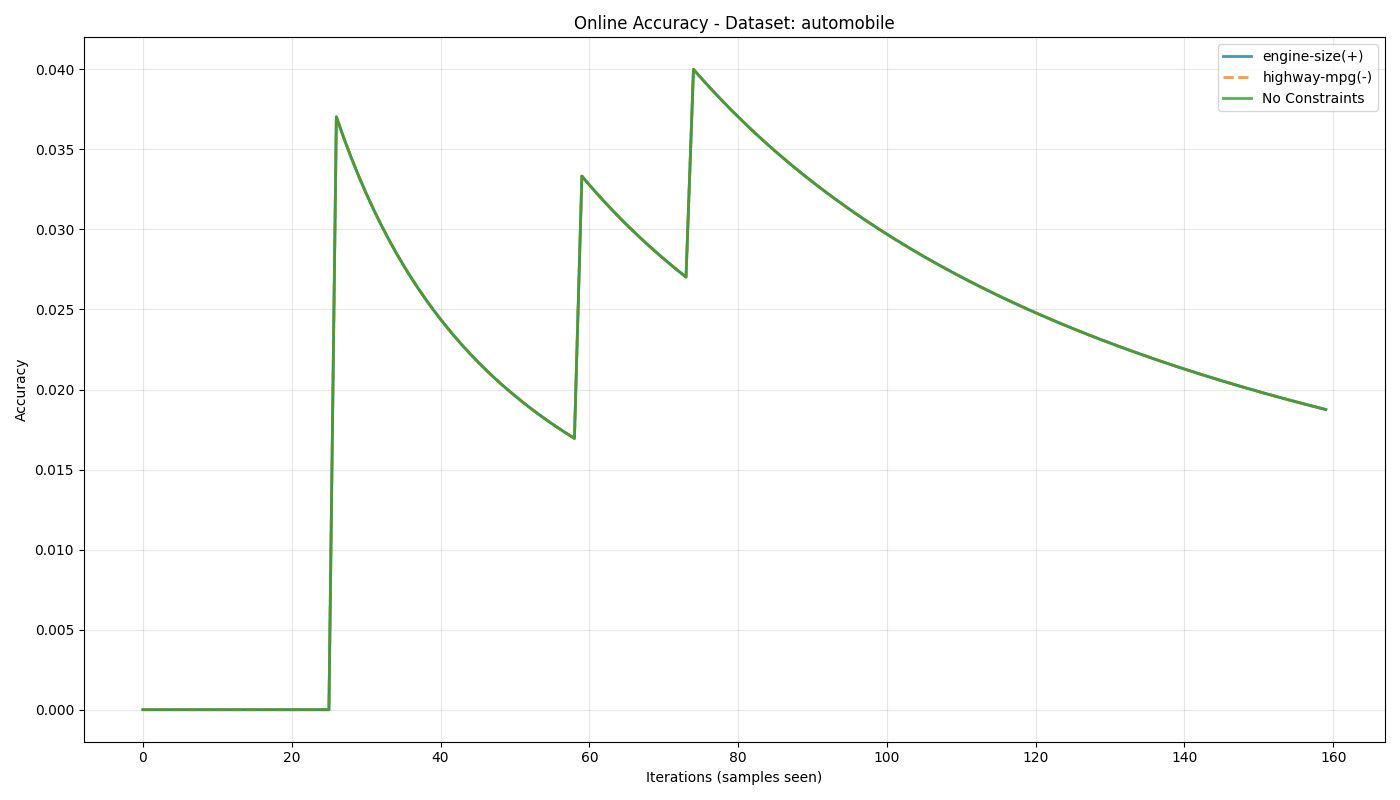 Online Accuracy - Dataset: automobile
engine-size(+)
highway-mpg(-)
No Constraints
0.040
0.035
0.030
0.025
0.020
0.015
0.010
0.005
0.000
Accuracy
0 20 40 60 80 100 120 140 160
Iterations (samples seen)